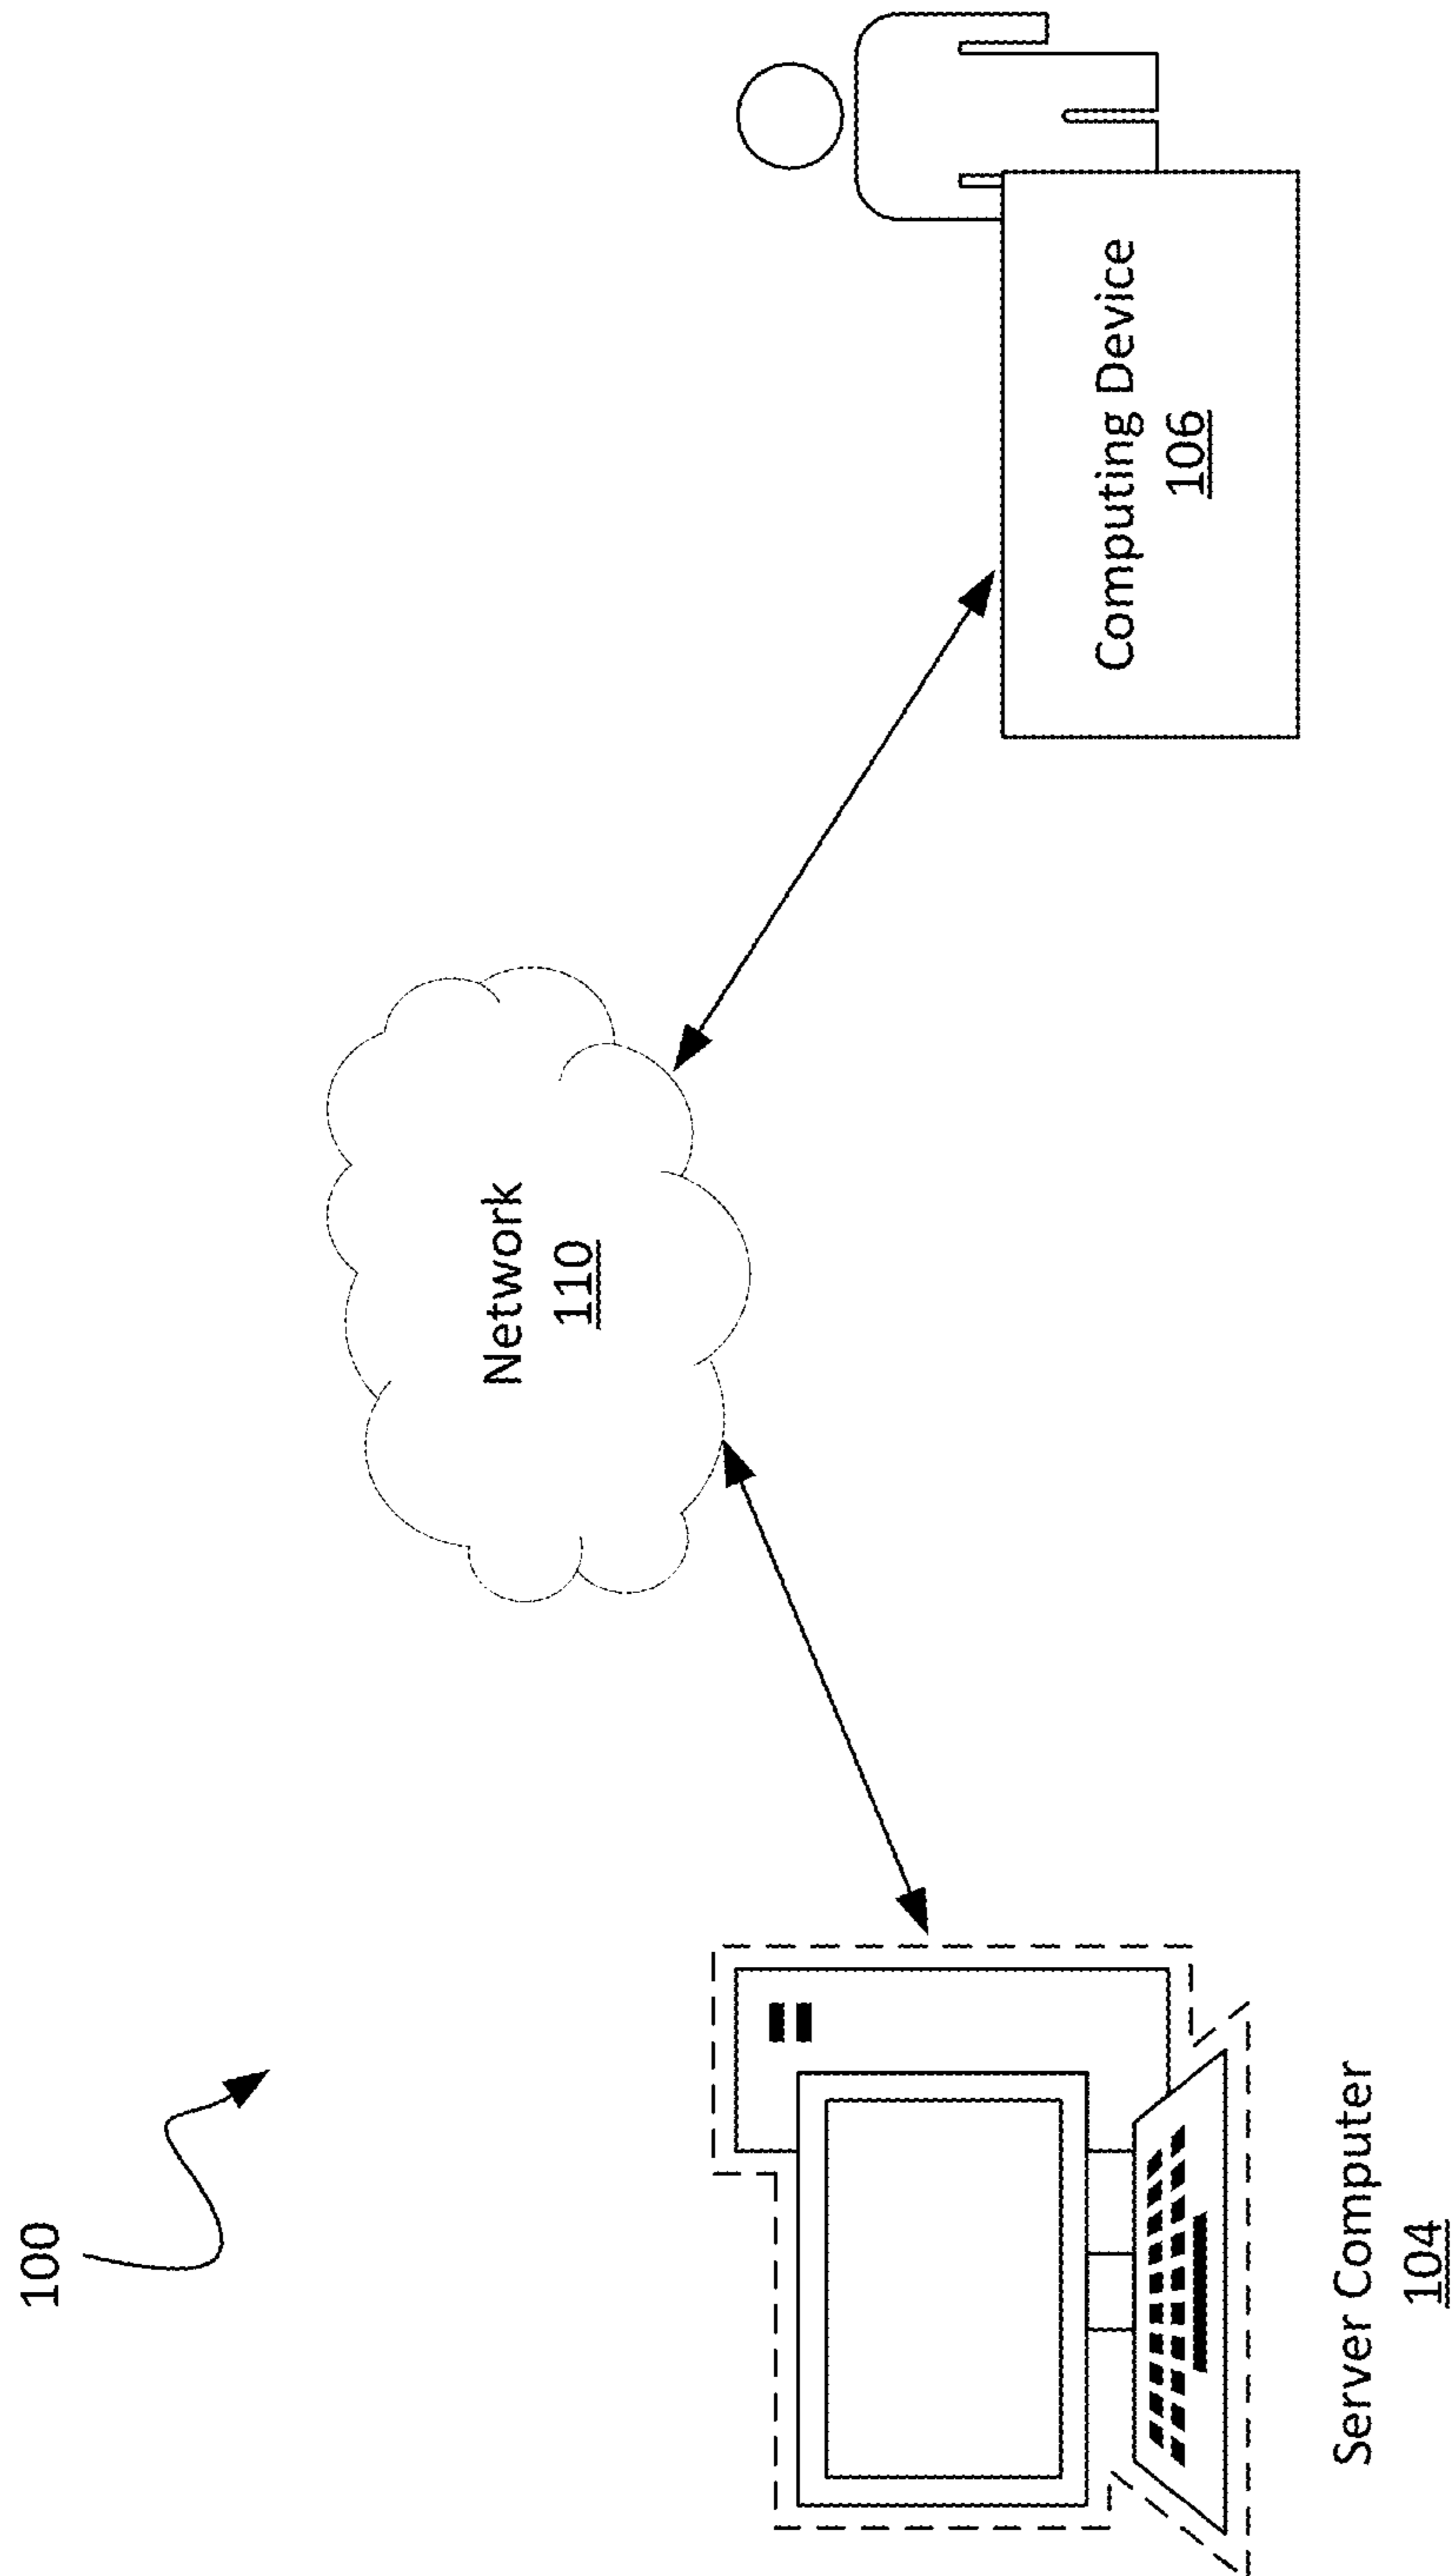 100
Network
110
Computing Device
106
Server Computer
104